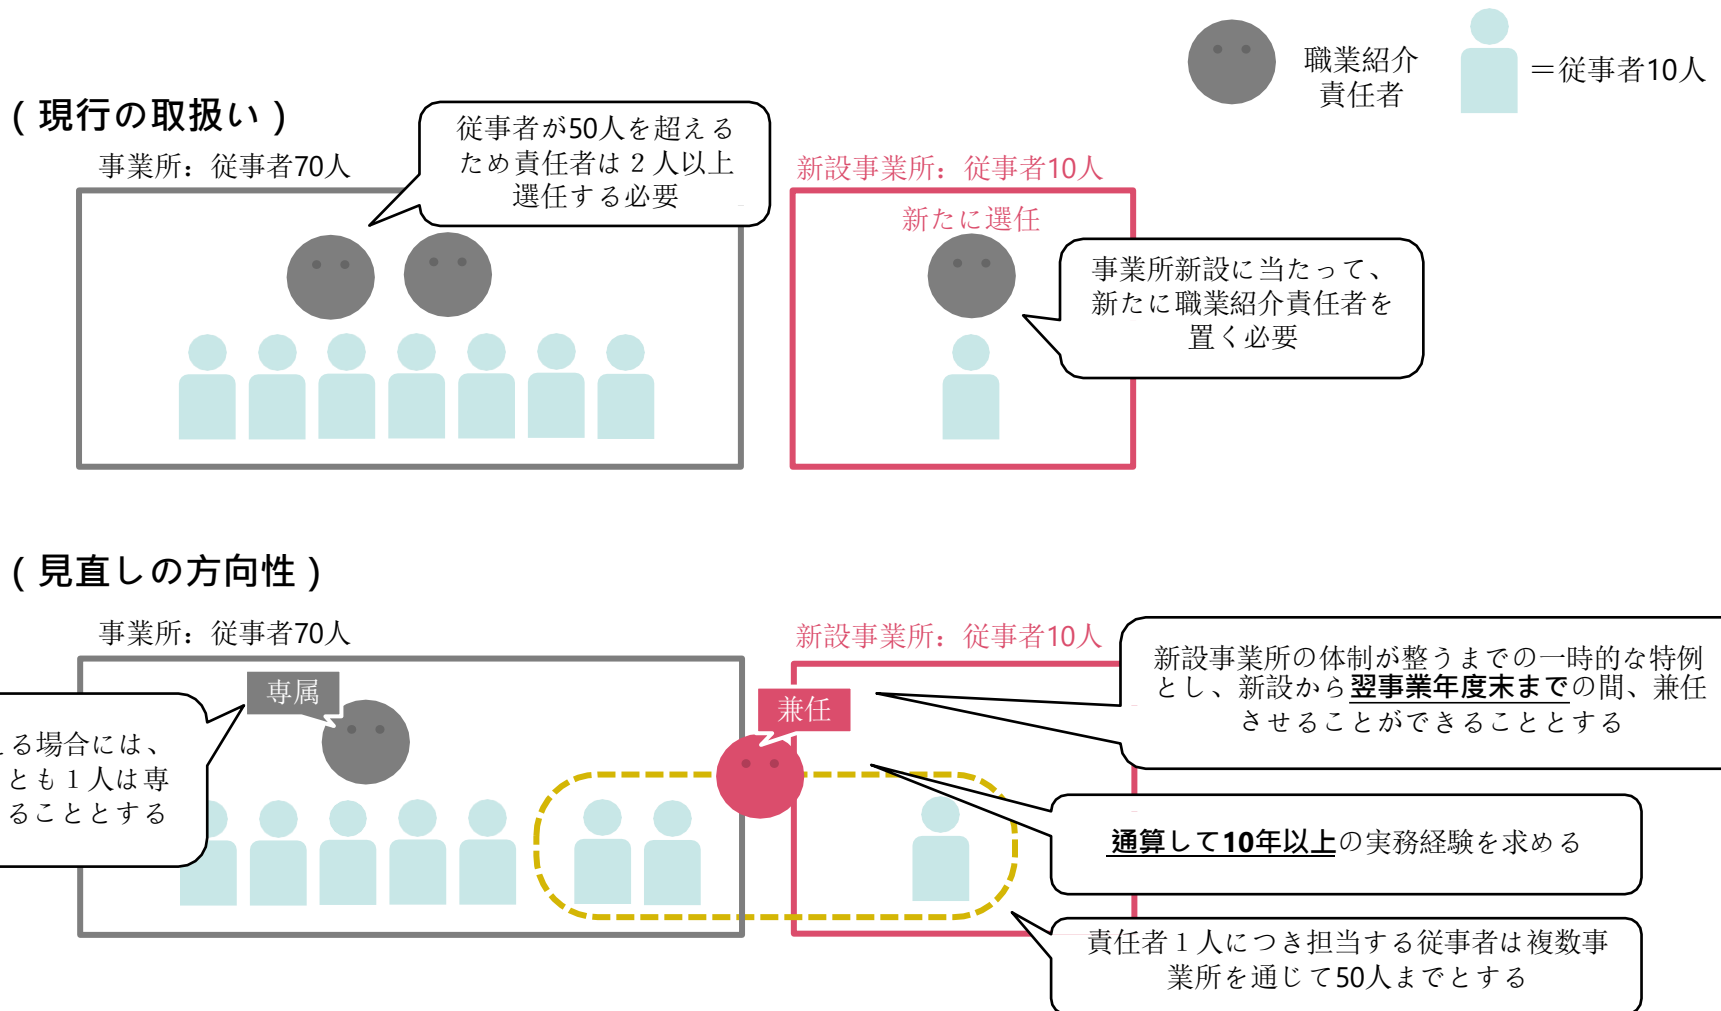 職業紹介
責任者
＝従事者10人
(現行の取扱い)
事業所：従事者70人
従事者が50人を超える
ため責任者は２人以上
選任する必要
新設事業所：従事者10人
新たに選任
事業所新設に当たって、
新たに職業紹介責任者を
置く必要
(見直しの方向性)
事業所：従事者70人
専属
える場合には、
とも１人は専
ることとする
新設事業所：従事者10人
兼任
新設事業所の体制が整うまでの一時的な特例
とし、新設から翌事業年度末までの間、兼任
させることができることとする
通算して10年以上の実務経験を求める
責任者１人につき担当する従事者は複数事
業所を通じて50人までとする